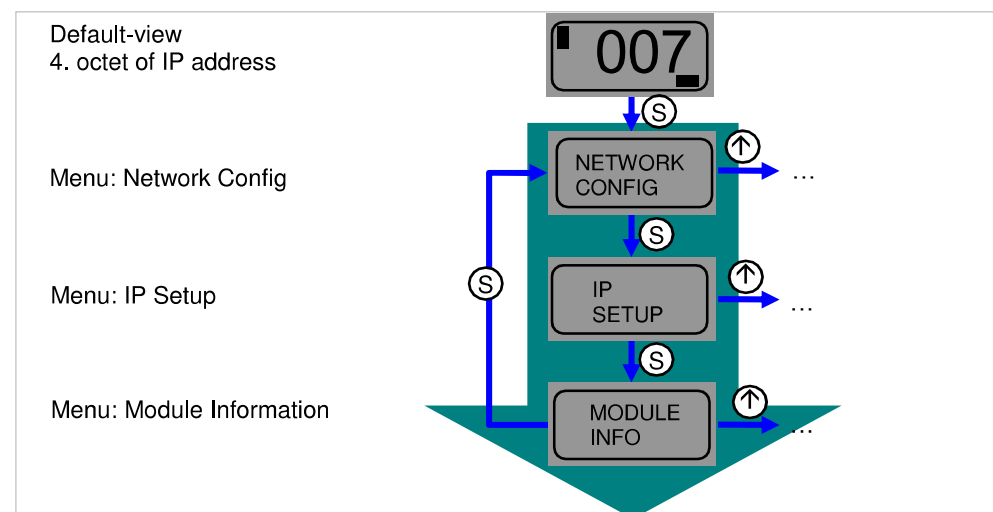 Default-view
4. octet of IP address
007
S
Menu: Network Config
NETWORK
CONFIG
↑
...
S
S
Menu: IP Setup
IP
SETUP
↑
...
S
Menu: Module Information
MODULE
INFO
↑
...